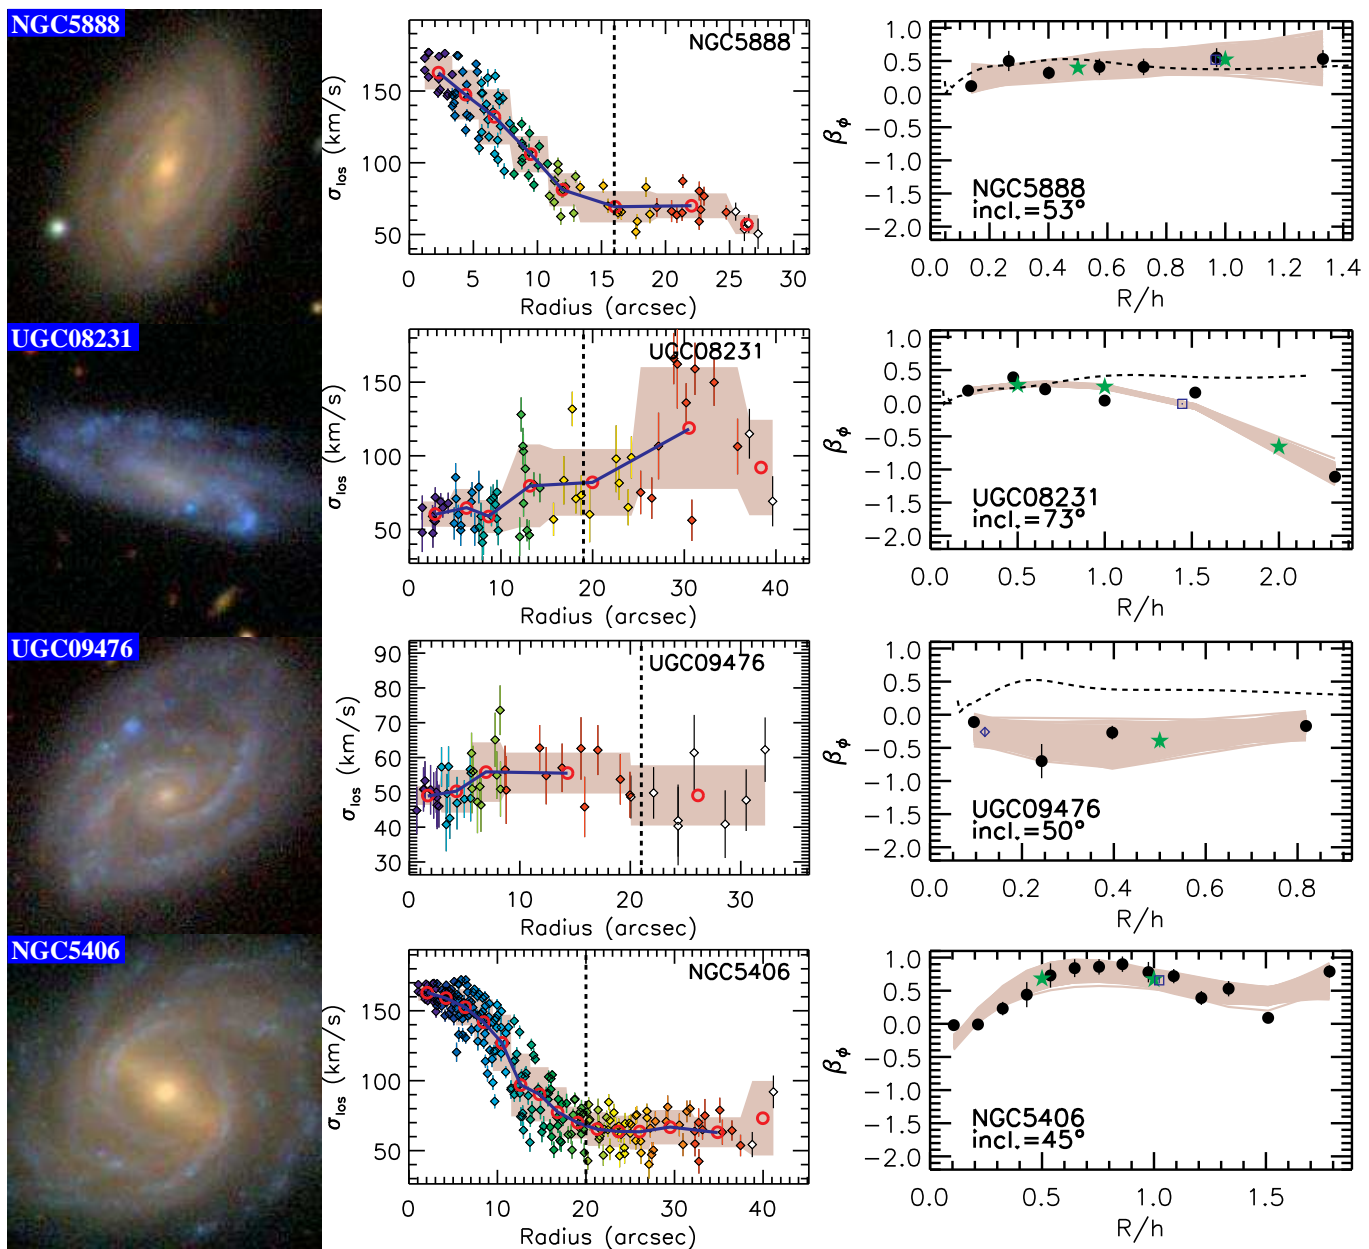 NGC5888
NGC5888
150
100
50
σlos (km/s)
0 5 10 15 20 25 30
Radius (arcsec)
1.0
0.5
0.0
−0.5
−1.0
−1.5
−2.0
βϕ
NGC5888
incl.=53°
0.0 0.2 0.4 0.6 0.8 1.0 1.2 1.4
R/h
UGC08231
UGC08231
150
100
50
σlos (km/s)
0 10 20 30 40
Radius (arcsec)
1.0
0.5
0.0
−0.5
−1.0
−1.5
−2.0
βϕ
UGC08231
incl.=73°
0.0 0.5 1.0 1.5 2.0
R/h
UGC09476
UGC09476
90
80
70
60
50
40
30
σlos (km/s)
0 10 20 30
Radius (arcsec)
1.0
0.5
0.0
−0.5
−1.0
−1.5
−2.0
βϕ
UGC09476
incl.=50°
0.0 0.2 0.4 0.6 0.8
R/h
NGC5406
NGC5406
150
100
50
σlos (km/s)
0 10 20 30 40
Radius (arcsec)
1.0
0.5
0.0
−0.5
−1.0
−1.5
−2.0
βϕ
NGC5406
incl.=45°
0.0 0.5 1.0 1.5
R/h